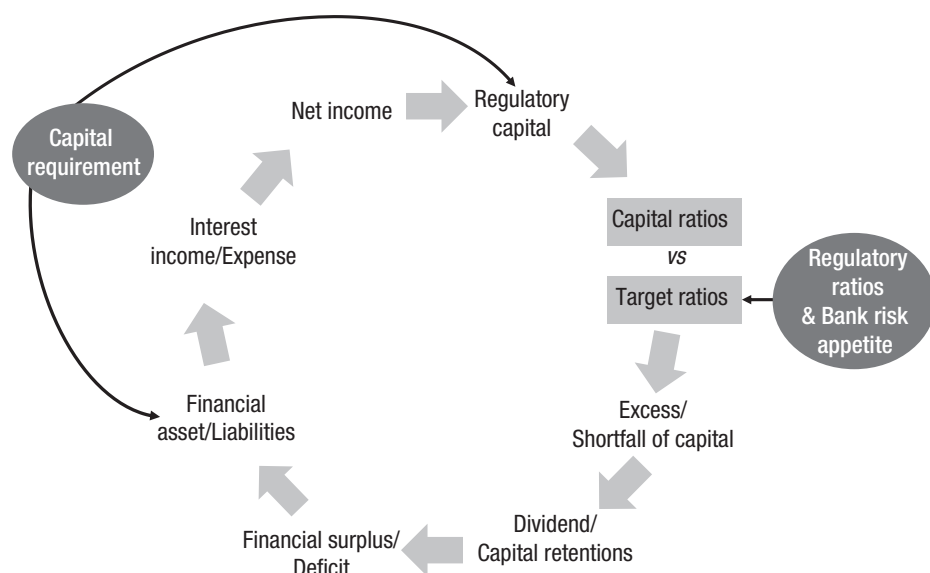 Capital
requirement
Net income
Regulatory
capital
Capital ratios
vs
Target ratios
Regulatory
ratios
& Bank risk
appetite
Excess/
Shortfall of capital
Dividend/
Capital retentions
Financial surplus/
Deficit
Financial
asset/Liabilities
Interest
income/Expense